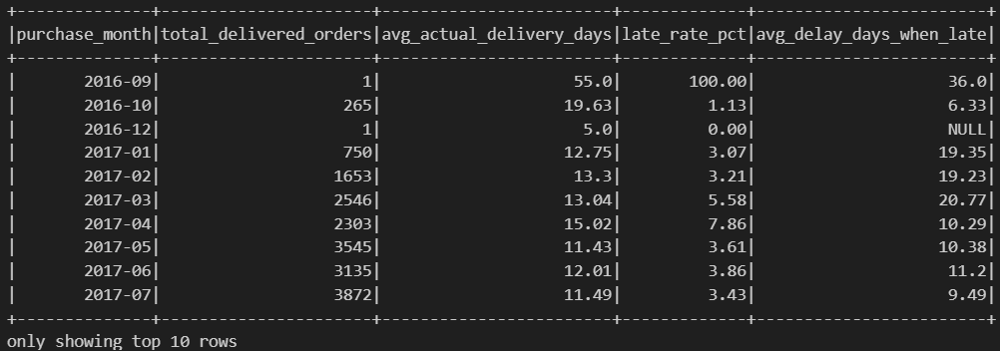 +--------------+----------------------+------------------------+-------------+------------------------+
|purchase_month|total_delivered_orders|avg_actual_delivery_days|late_rate_pct|avg_delay_days_when_late|
+--------------+----------------------+------------------------+-------------+------------------------+
|       2016-09|                     1|                    55.0|       100.00|                    36.0|
|       2016-10|                   265|                   19.63|         1.13|                    6.33|
|       2016-12|                     1|                     5.0|         0.00|                    NULL|
|       2017-01|                   750|                   12.75|         3.07|                   19.35|
|       2017-02|                  1653|                    13.3|         3.21|                   19.23|
|       2017-03|                  2546|                   13.04|         5.58|                   20.77|
|       2017-04|                  2303|                   15.02|         7.86|                   10.29|
|       2017-05|                  3545|                   11.43|         3.61|                   10.38|
|       2017-06|                  3135|                   12.01|         3.86|                    11.2|
|       2017-07|                  3872|                   11.49|         3.43|                    9.49|
+--------------+----------------------+------------------------+-------------+------------------------+
only showing top 10 rows